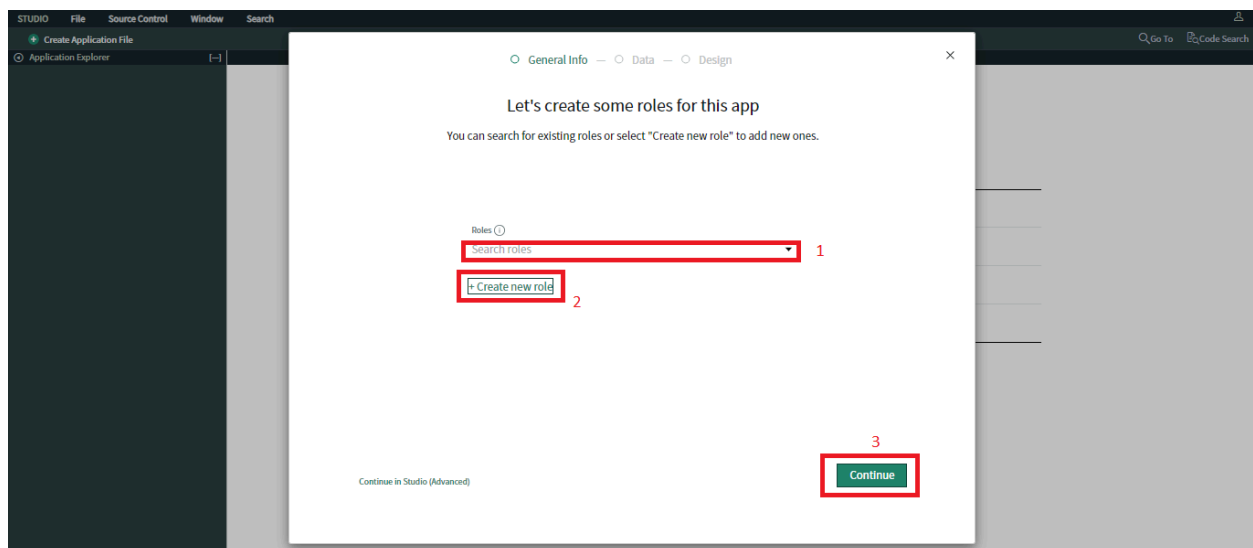 STUDIO File Source Control Window Search
Create Application File
Go To Code Search
Application Explorer [—]
General Info — Data — Design
Let's create some roles for this app
You can search for existing roles or select "Create new role" to add new ones.
Roles
Search roles
1
+ Create new role
2
3
Continue in Studio (Advanced)
Continue